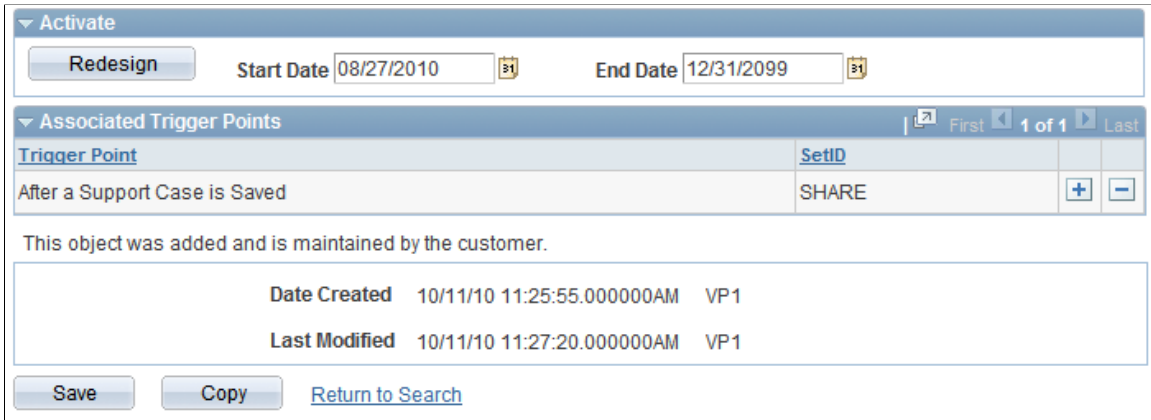 Activate
Redesign Start Date 08/27/2010 31 End Date 12/31/2099 31
Associated Trigger Points | First 1 of 1 Last
Trigger Point SetID
After a Support Case is Saved SHARE + -
This object was added and is maintained by the customer.
Date Created 10/11/10 11:25:55.000000AM VP1
Last Modified 10/11/10 11:27:20.000000AM VP1
Save Copy Return to Search